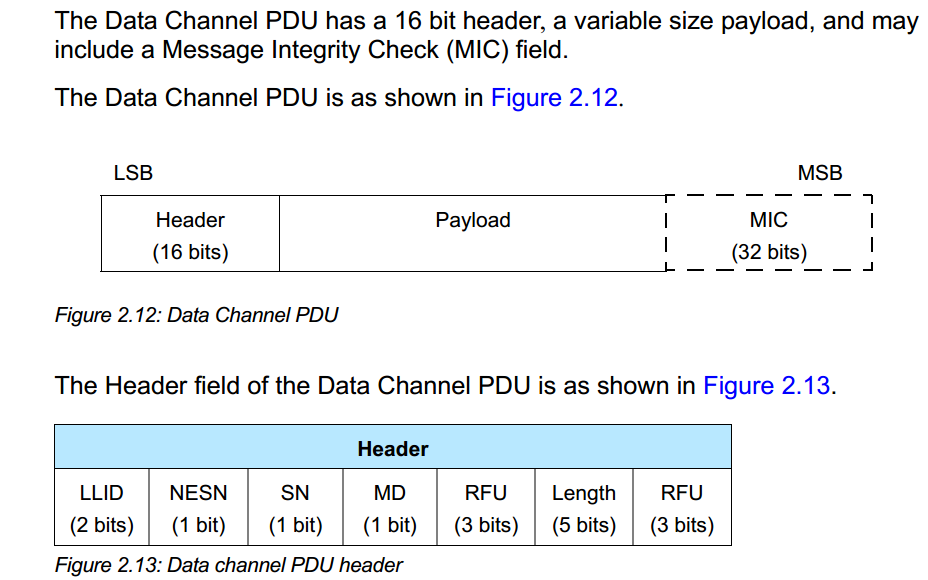 The Data Channel PDU has a 16 bit header, a variable size payload, and may
include a Message Integrity Check (MIC) field.
The Data Channel PDU is as shown in Figure 2.12.
LSB MSB
Header Payload MIC
(16 bits) (32 bits)
Figure 2.12: Data Channel PDU
The Header field of the Data Channel PDU is as shown in Figure 2.13.
Header
LLID NESN SN MD RFU Length RFU
(2 bits) (1 bit) (1 bit) (1 bit) (3 bits) (5 bits) (3 bits)
Figure 2.13: Data channel PDU header